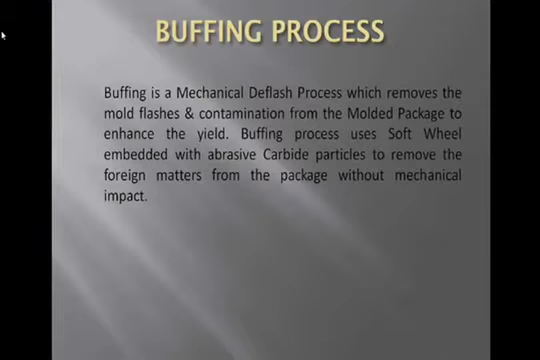 BUFFING PROCESS
Buffing is a Mechanical Deflash Process which removes the
mold flashes & contamination from the Molded Package to
enhance the yield. Buffing process uses Soft Wheel
embedded with abrasive Carbide particles to remove the
foreign matters from the package without mechanical
impact.